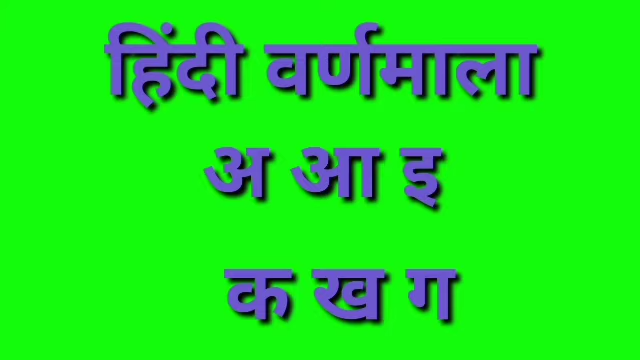 हिंदी वर्णमाला
अ आ इ
क ख ग